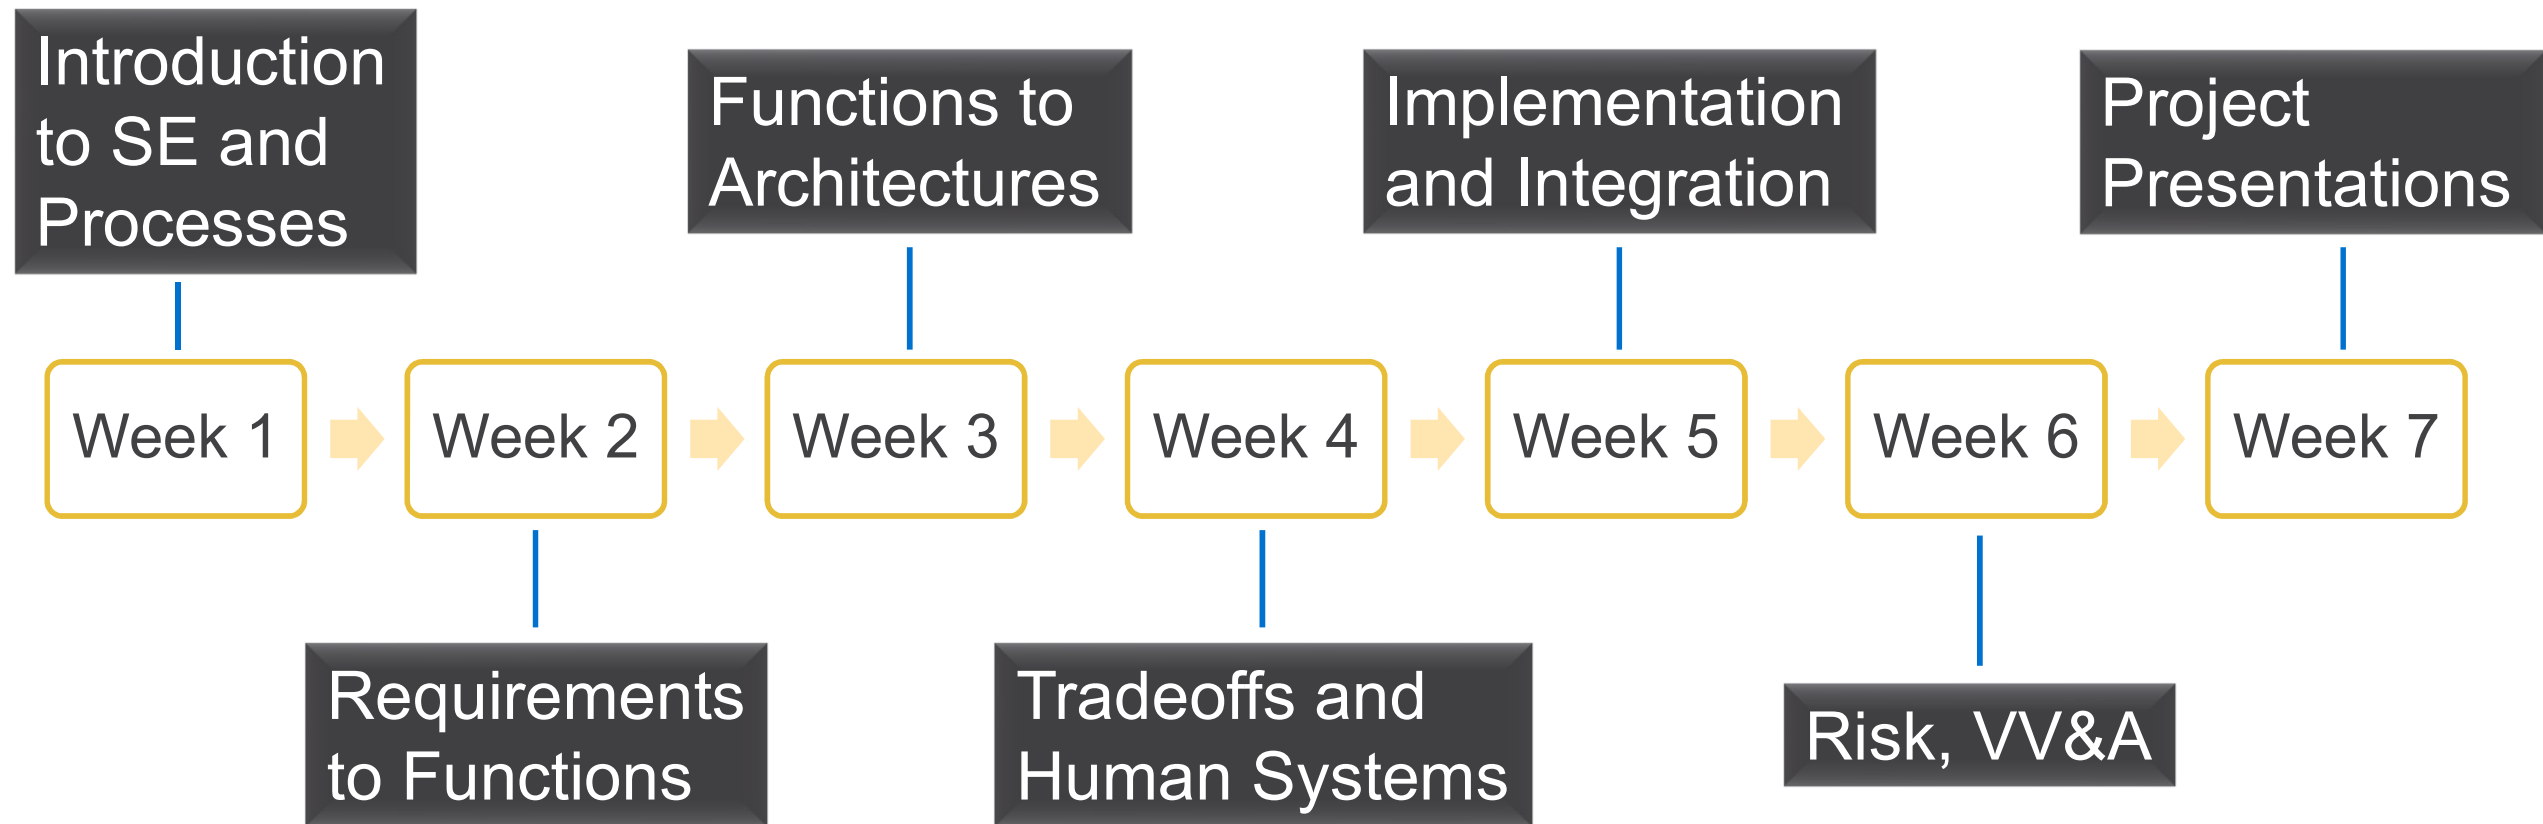 Introduction
to SE and
Processes
Functions to
Architectures
Implementation
and Integration
Project
Presentations
Week 1
Week 2
Week 3
Week 4
Week 5
Week 6
Week 7
Requirements
to Functions
Tradeoffs and
Human Systems
Risk, VV&A